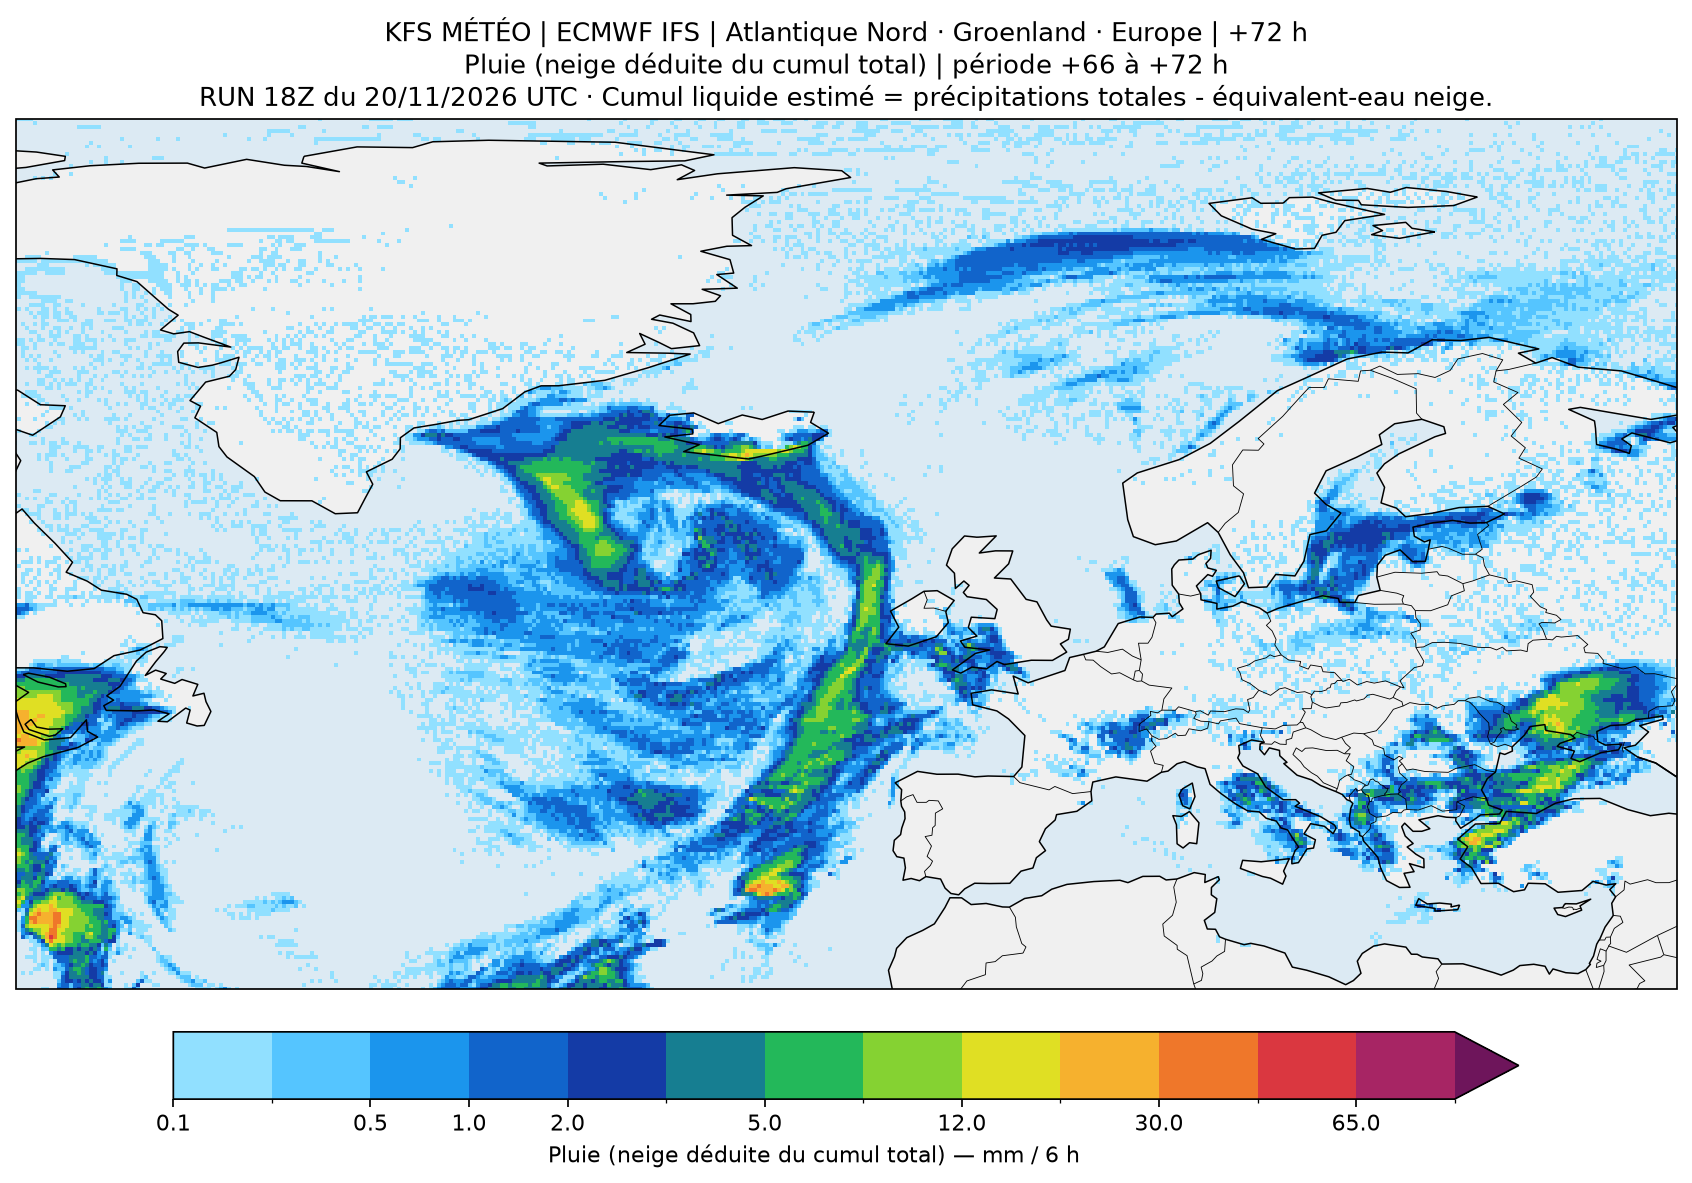 KFS MÉTÉO | ECMWF IFS | Atlantique Nord · Groenland · Europe | +72 h
Pluie (neige déduite du cumul total) | période +66 à +72 h
RUN 18Z du 20/11/2026 UTC · Cumul liquide estimé = précipitations totales - équivalent-eau neige.
0.1 0.5 1.0 2.0 5.0 12.0 30.0 65.0
Pluie (neige déduite du cumul total) — mm / 6 h